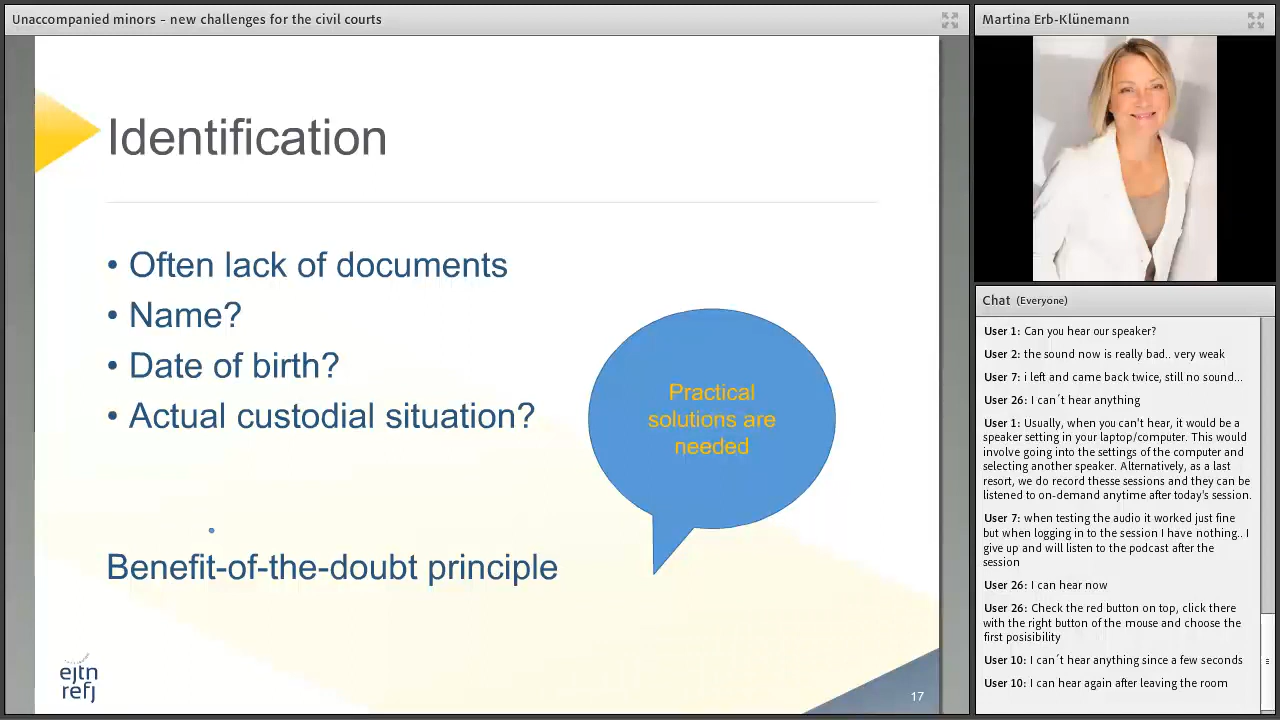 Unaccompanied minors – new challenges for the civil courts
Identification
• Often lack of documents
• Name?
• Date of birth?
• Actual custodial situation?
Practical
solutions are
needed
Benefit-of-the-doubt principle
ejtn
refj
17
Martina Erb-Klünemann
Chat (Everyone)
User 1: Can you hear our speaker?
User 2: the sound now is really bad.. very weak
User 7: i left and came back twice, still no sound...
User 26: I can´t hear anything
User 1: Usually, when you can't hear, it would be a
speaker setting in your laptop/computer. This would
involve going into the settings of the computer and
selecting another speaker. Alternatively, as a last
resort, we do record thesse sessions and they can be
listened to on-demand anytime after today's session.
User 7: when testing the audio it worked just fine
but when logging in to the session I have nothing.. I
give up and will listen to the podcast after the
session
User 26: I can hear now
User 26: Check the red button on top, click there
with the right button of the mouse and choose the
first posisibility
User 10: I can´t hear anything since a few seconds
User 10: I can hear again after leaving the room